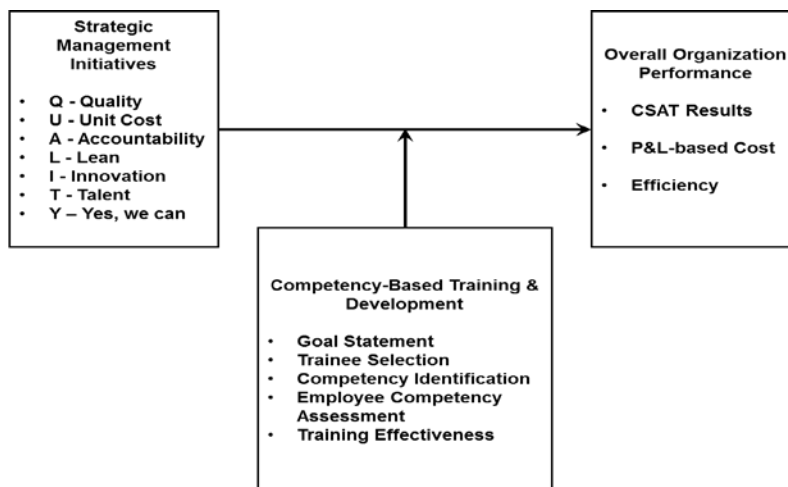 Strategic
Management
Initiatives
• Q - Quality
• U - Unit Cost
• A - Accountability
• L - Lean
• I - Innovation
• T - Talent
• Y – Yes, we can
Overall Organization
Performance
• CSAT Results
• P&L-based Cost
• Efficiency
Competency-Based Training &
Development
• Goal Statement
• Trainee Selection
• Competency Identification
• Employee Competency
Assessment
• Training Effectiveness